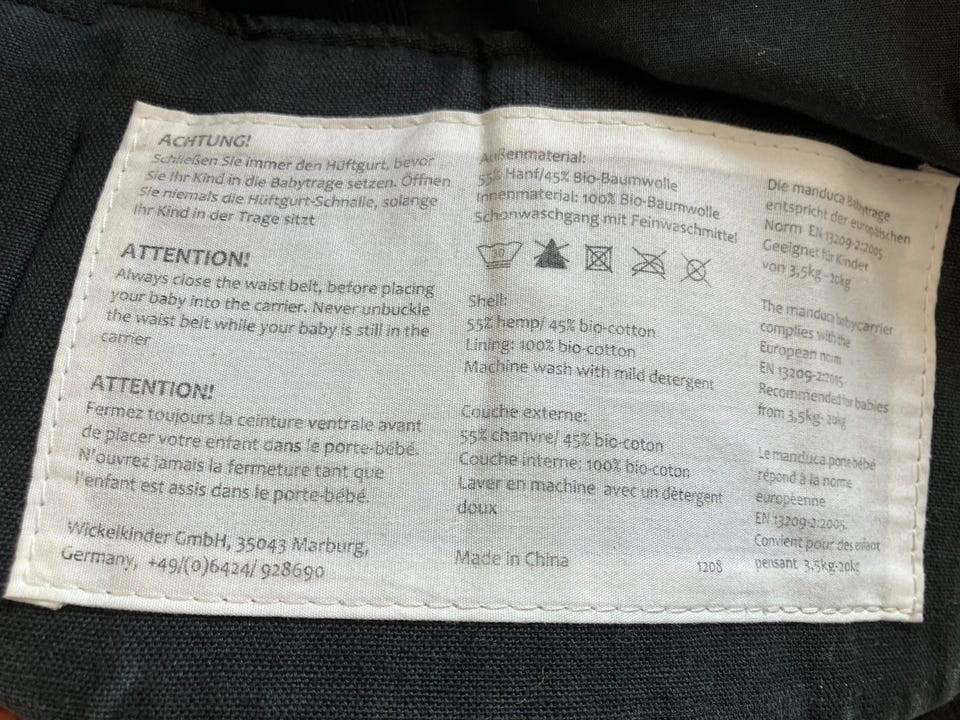 ACHTUNG!
Schließen Sie immer den Hüftgurt, bevor
Sie Ihr Kind in die Babytrage setzen. Öffnen
Sie niemals die Hüftgurt-Schnalle, solange
Ihr Kind in der Trage sitzt
ATTENTION!
Always close the waist belt, before placing
your baby into the carrier. Never unbuckle
the waist belt while your baby is still in the
carrier
ATTENTION!
Fermez toujours la ceinture ventrale avant
de placer votre enfant dans le porte-bébé.
N'ouvrez jamais la fermeture tant que
l'enfant est assis dans le porte-bébé.
Wickelkinder GmbH, 35043 Marburg,
Germany, +49/(0)6424/ 928690
Außenmaterial:
55% Hanf/45% Bio-Baumwolle
Innenmaterial: 100% Bio-Baumwolle
Schonwaschgang mit Feinwaschmittel
30
Shell:
55% hemp/ 45% bio-cotton
Lining: 100% bio-cotton
Machine wash with mild detergent
Couche externe:
55% chanvre/ 45% bio-coton
Couche interne: 100% bio-coton
Laver en machine avec un dètergent
doux
Made in China
1208
Die manduca Babytrage
entspricht der europäischen
Norm EN 13209-2:2005
Geeignet für Kinder
von 3,5kg-20kg
The manduca babycarrier
complies with the
European norm
EN 13209-2:2005
Recommended for babies
from 3,5kg- 20kg
Le manduca porte bébé
répond à la norme
européenne
EN 13209-2:2005.
Convient pour des enfant
pensant 3,5kg-20kg